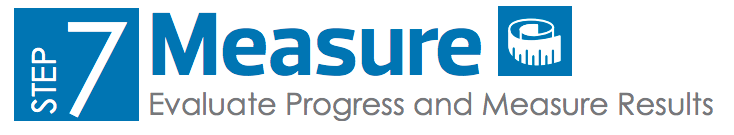 STEP 7
Measure
Evaluate Progress and Measure Results